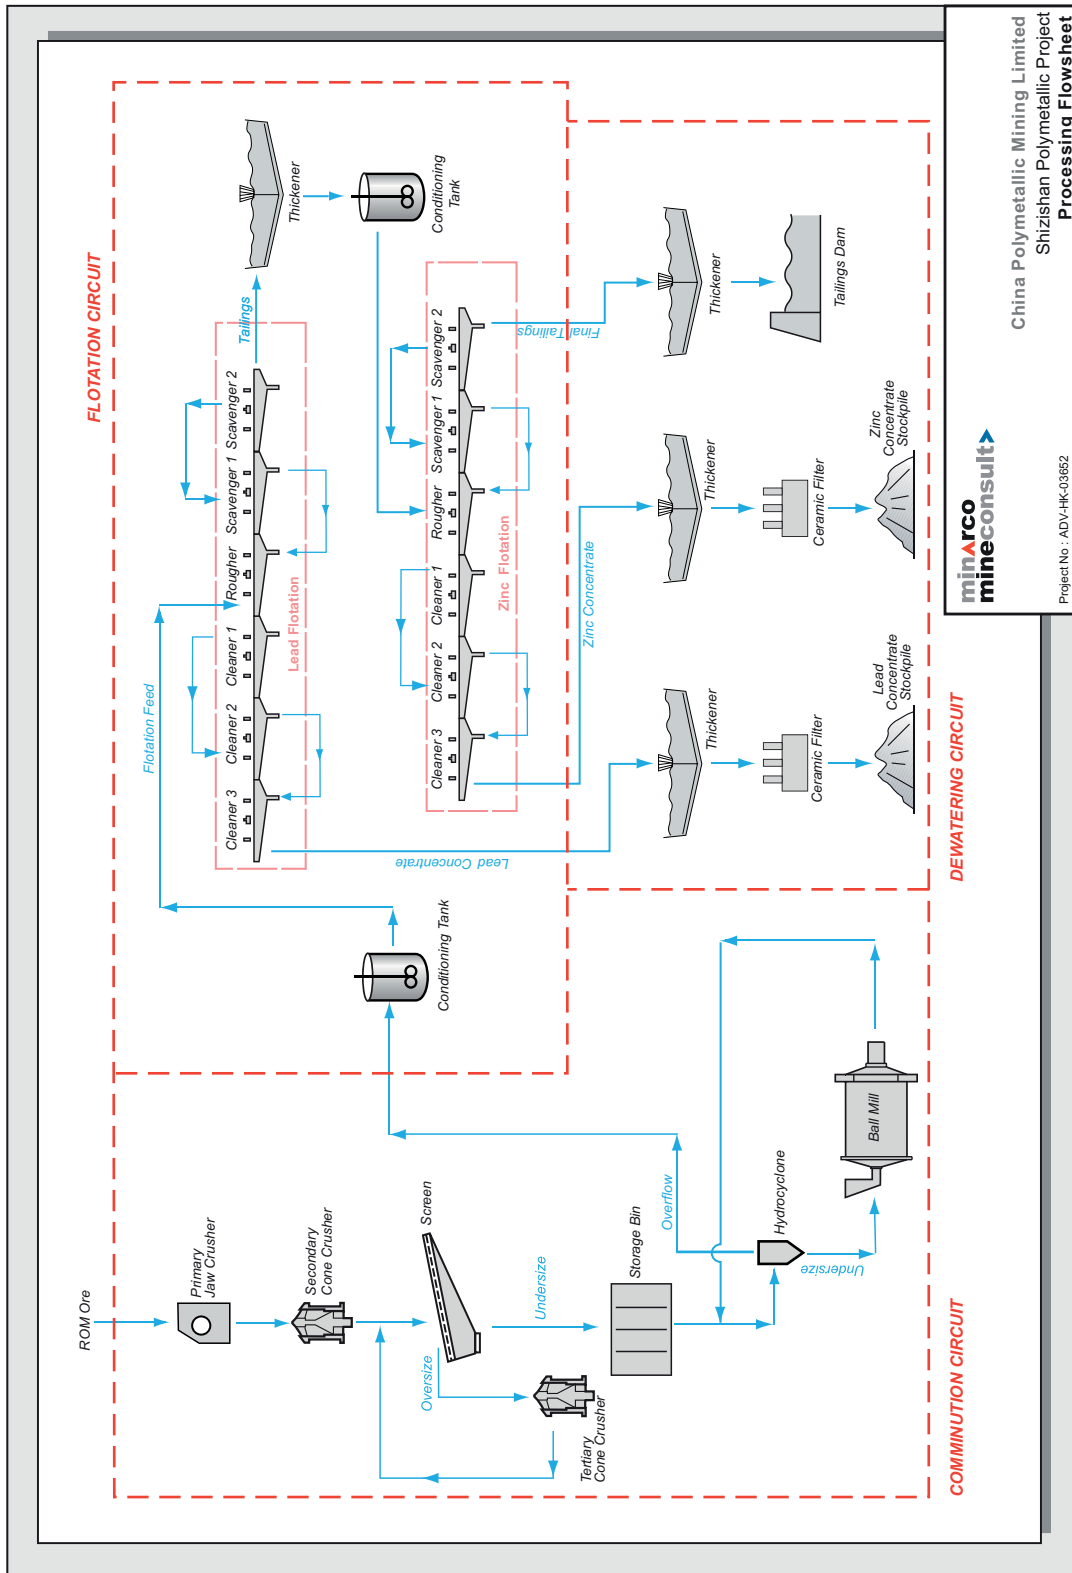 FLOTATION CIRCUIT
Flotation Feed
Cleaner 3
Cleaner 2
Cleaner 1
Rougher
Scavenger 1
Scavenger 2
Lead Flotation
Tailings
Thickener
Conditioning
Tank
Cleaner 3
Cleaner 2
Cleaner 1
Rougher
Scavenger 1
Scavenger 2
Zinc Flotation
Conditioning Tank
Lead Concentrate
Zinc Concentrate
Final Tailings
ROM Ore
Primary
Jaw Crusher
Secondary
Cone Crusher
Screen
Oversize
Undersize
Tertiary
Cone Crusher
Storage Bin
Overflow
Hydrocyclone
Undersize
Ball Mill
COMMINUTION CIRCUIT
Thickener
Ceramic Filter
Lead
Concentrate
Stockpile
Thickener
Ceramic Filter
Zinc
Concentrate
Stockpile
Thickener
Tailings Dam
DEWATERING CIRCUIT
minarco
mineconsult
Project No : ADV-HK-03652
China Polymetallic Mining Limited
Shizishan Polymetallic Project
Processing Flowsheet